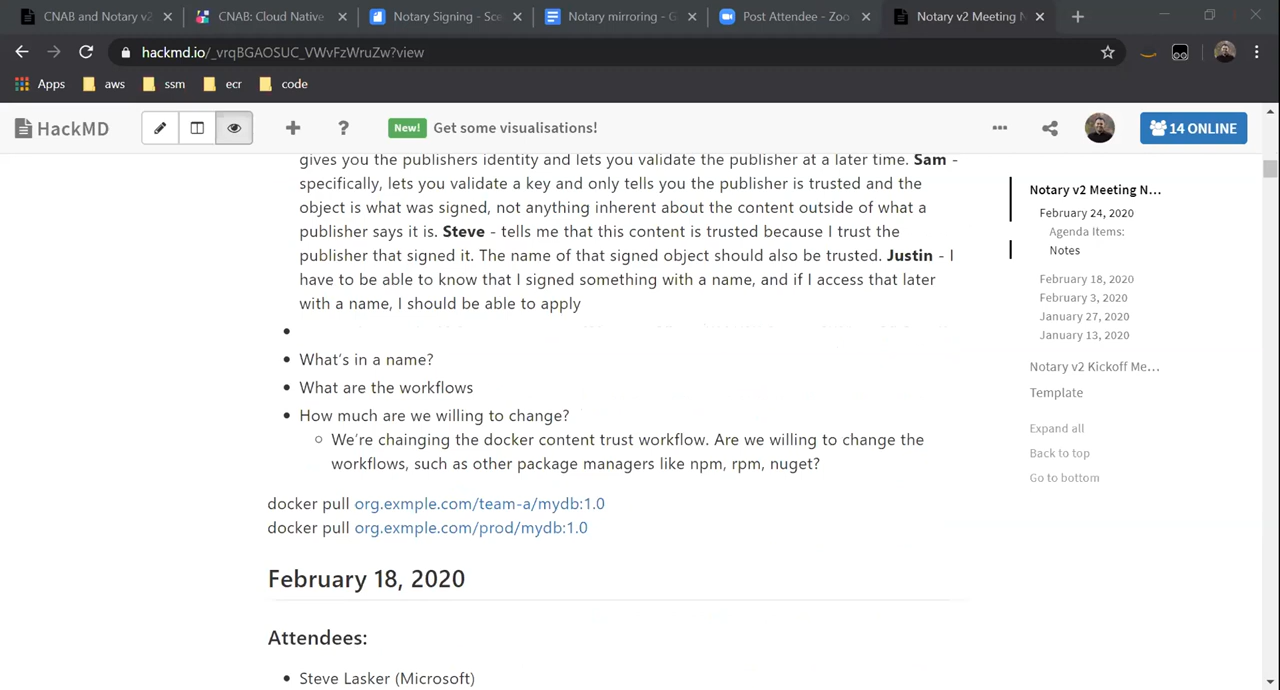 CNAB and Notary v2
CNAB: Cloud Native
Notary Signing - Sce
Notary mirroring - G
Post Attendee - Zoo
Notary v2 Meeting N
hackmd.io/_vrqBGAOSUC_VWvFzWruZw?view
Apps
aws
ssm
ecr
code
HackMD
New!
Get some visualisations!
14 ONLINE
gives you the publishers identity and lets you validate the publisher at a later time. Sam -
specifically, lets you validate a key and only tells you the publisher is trusted and the
object is what was signed, not anything inherent about the content outside of what a
publisher says it is. Steve - tells me that this content is trusted because I trust the
publisher that signed it. The name of that signed object should also be trusted. Justin - I
have to be able to know that I signed something with a name, and if I access that later
with a name, I should be able to apply
What's in a name?
What are the workflows
How much are we willing to change?
We're chainging the docker content trust workflow. Are we willing to change the
workflows, such as other package managers like npm, rpm, nuget?
docker pull org.exmple.com/team-a/mydb:1.0
docker pull org.exmple.com/prod/mydb:1.0
February 18, 2020
Attendees:
Steve Lasker (Microsoft)
Notary v2 Meeting N...
February 24, 2020
Agenda Items:
Notes
February 18, 2020
February 3, 2020
January 27, 2020
January 13, 2020
Notary v2 Kickoff Me...
Template
Expand all
Back to top
Go to bottom